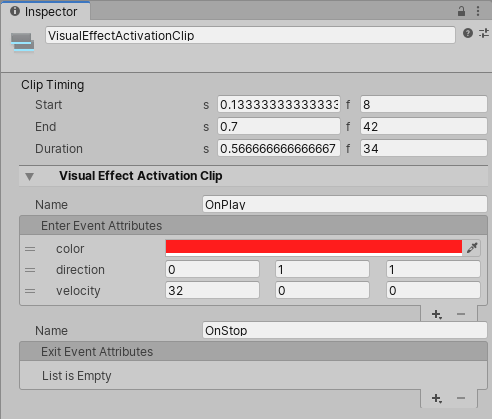 Inspector
VisualEffectActivationClip
Clip Timing
Start s 0.13333333333333 f 8
End s 0.7 f 42
Duration s 0.566666666666667 f 34
Visual Effect Activation Clip
Name OnPlay
Enter Event Attributes
color
direction 0 1 1
velocity 32 0 0
Name OnStop
Exit Event Attributes
List is Empty